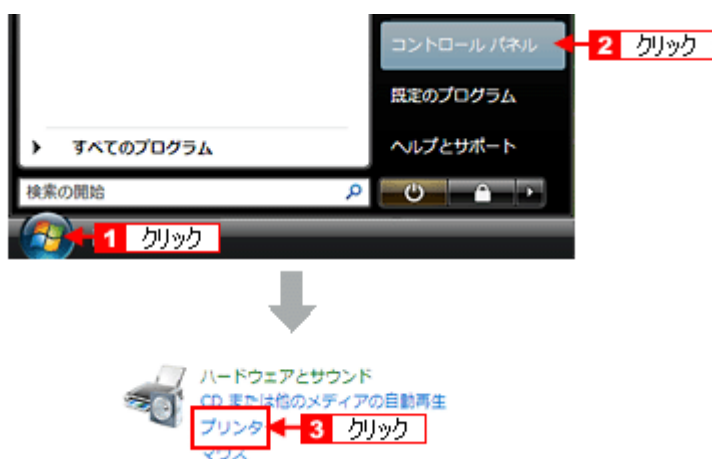 コントロール パネル
2 クリック
既定のプログラム
すべてのプログラム
ヘルプとサポート
検索の開始
1 クリック
ハードウェアとサウンド
CD または他のメディアの自動再生
プリンタ
3 クリック
マウス